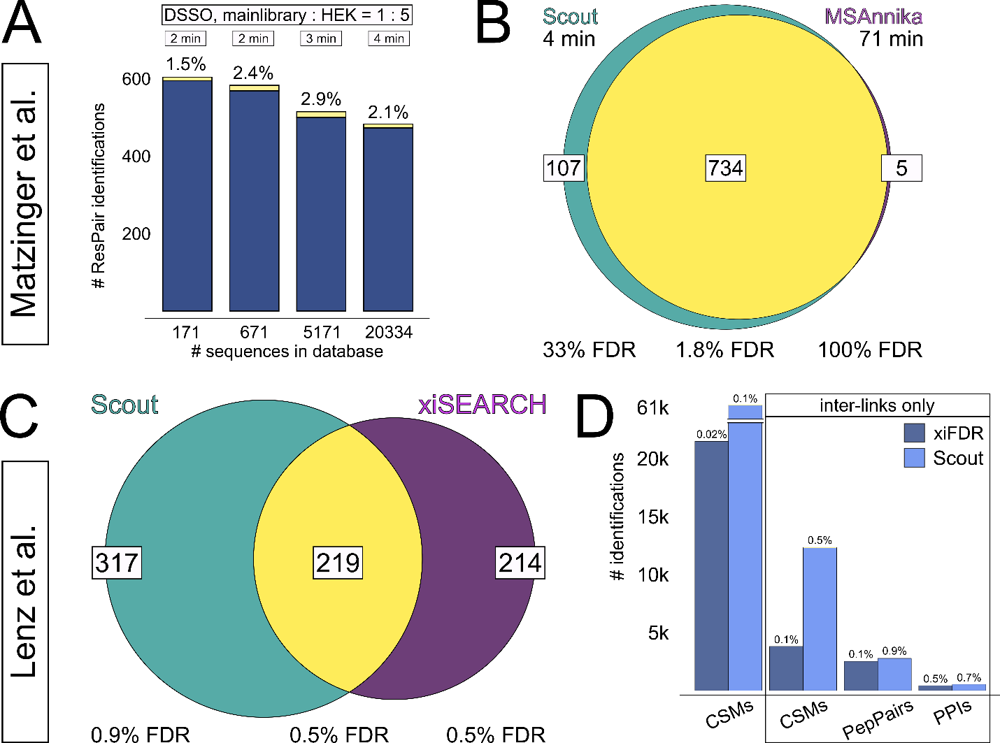 A
Matzinger et al.
DSSO, mainlibrary : HEK = 1 : 5
2 min
2 min
3 min
4 min
1.5%
2.4%
2.9%
2.1%
# ResPair identifications
600
400
200
171
671
5171
20334
# sequences in database
B
Scout
4 min
MSAnnika
71 min
107
734
5
33% FDR
1.8% FDR
100% FDR
C
Lenz et al.
Scout
xiSEARCH
317
219
214
0.9% FDR
0.5% FDR
0.5% FDR
D
# identifications
61k
20k
15k
10k
5k
inter-links only
xiFDR
Scout
0.02%
0.1%
0.1%
0.5%
0.1%
0.9%
0.5%
0.7%
CSMs
CSMs
PepPairs
PPIs